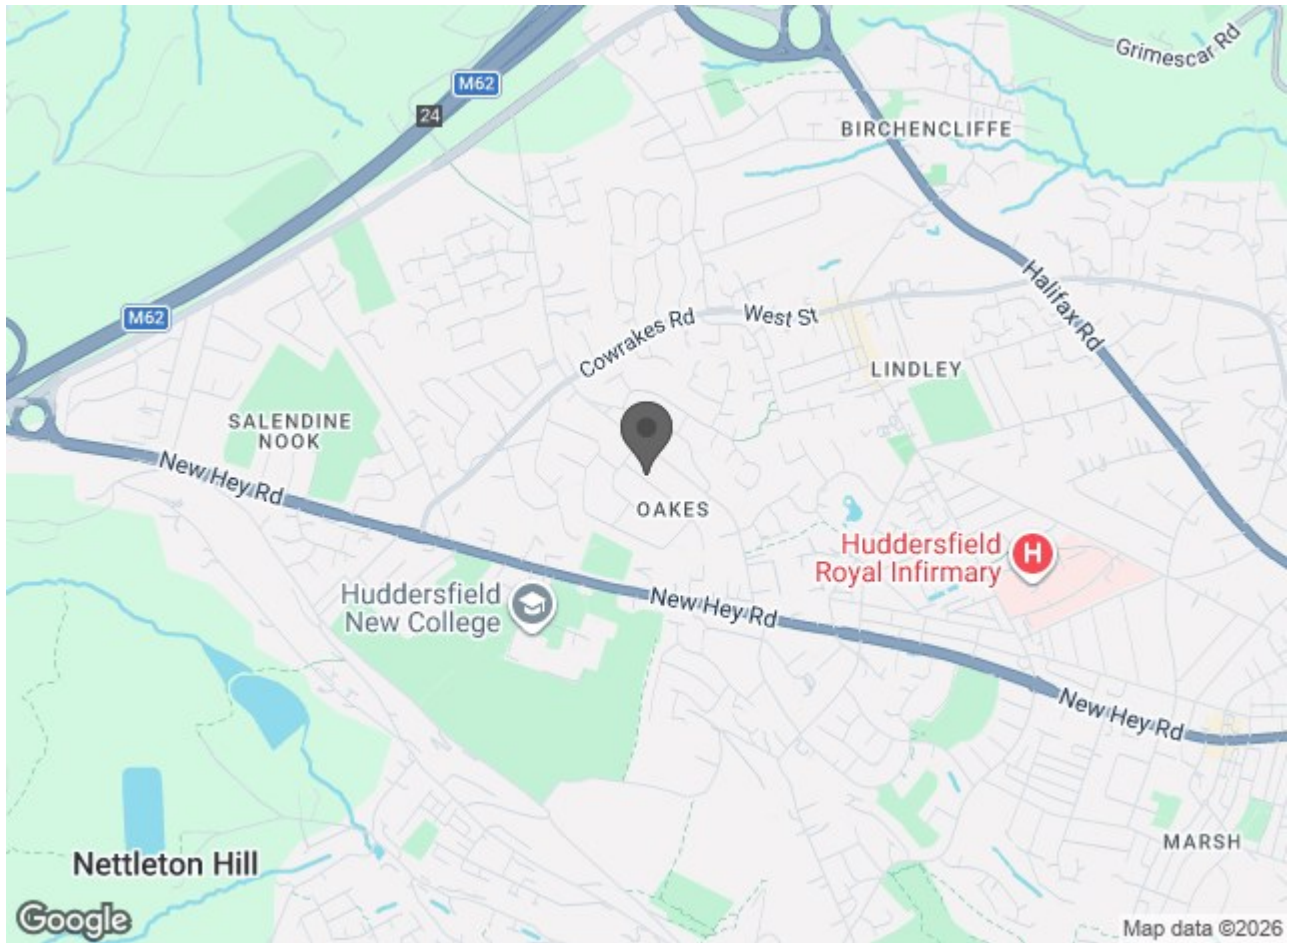 Grimescar Rd
M62
24
BIRCHENCLIFFE
Halifax Rd
M62
Cowrakes Rd
West St
LINDLEY
SALENDINE
NOOK
New Hey Rd
OAKES
Huddersfield
Royal Infirmary
H
Huddersfield
New College
New Hey Rd
New Hey Rd
MARSH
Nettleton Hill
Google
Map data ©2026